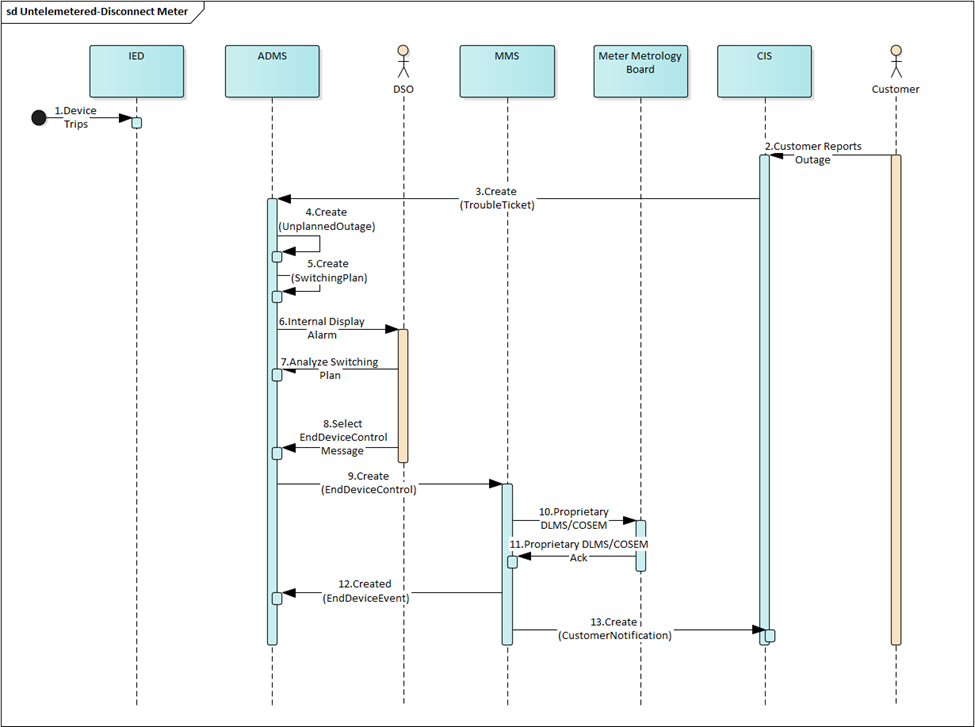 sd Untelemetered-Disconnect Meter
IED
ADMS
DSO
MMS
Meter Metrology
Board
CIS
Customer
1.Device
Trips
2.Customer Reports
Outage
3.Create
(TroubleTicket)
4.Create
(UnplannedOutage)
5.Create
(SwitchingPlan)
6.Internal Display
Alarm
7.Analyze Switching
Plan
8.Select
EndDeviceControl
Message
9.Create
(EndDeviceControl)
10.Proprietary
DLMS/COSEM
11.Proprietary DLMS/COSEM
Ack
12.Created
(EndDeviceEvent)
13.Create
(CustomerNotification)